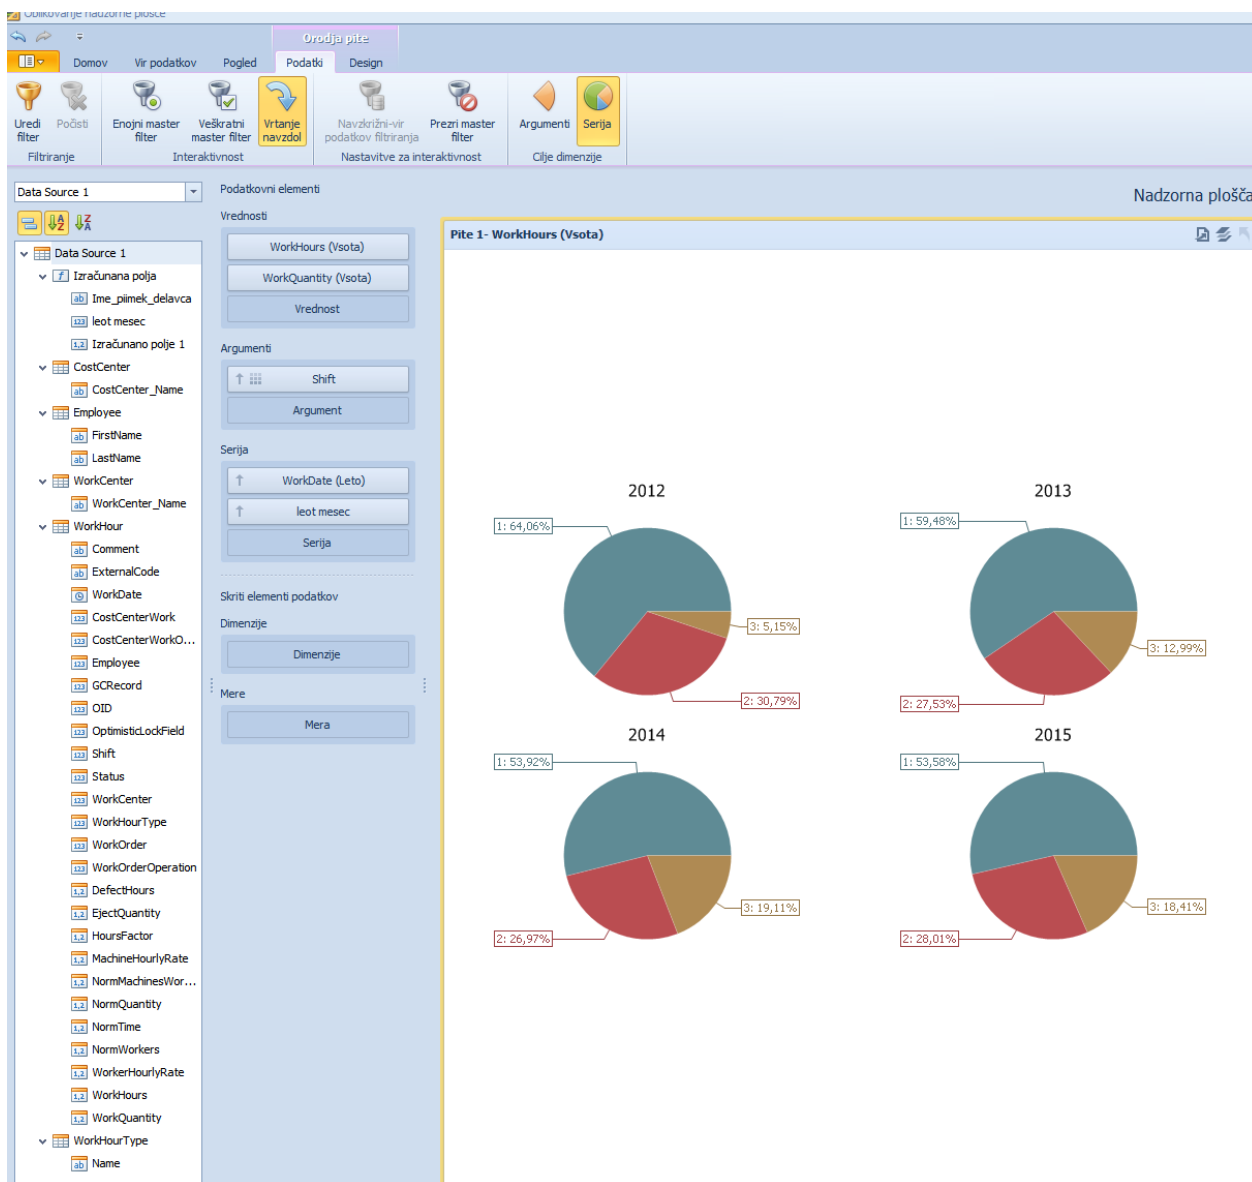 Oblikovanje nadzorne plošče
Orodja pite
Domov
Vir podatkov
Pogled
Podatki
Design
Uredi
filter
Počisti
Enojni master
filter
Veškratni
master filter
Vrtanje
navzdol
Navzkrižni-vir
podatkov filtriranja
Prezri master
filter
Argumenti
Serija
Filtriranje
Interaktivnost
Nastavitve za interaktivnost
Cilje dimenzije
Data Source 1
Data Source 1
Izračunana polja
Ime_piimek_delavca
leot mesec
Izračunano polje 1
CostCenter
CostCenter_Name
Employee
FirstName
LastName
WorkCenter
WorkCenter_Name
WorkHour
Comment
ExternalCode
WorkDate
CostCenterWork
CostCenterWorkO...
Employee
GCRecord
OID
OptimisticLockField
Shift
Status
WorkCenter
WorkHourType
WorkOrder
WorkOrderOperation
DefectHours
EjectQuantity
HoursFactor
MachineHourlyRate
NormMachinesWor...
NormQuantity
NormTime
NormWorkers
WorkerHourlyRate
WorkHours
WorkQuantity
WorkHourType
Name
Podatkovni elementi
Vrednosti
WorkHours (Vsota)
WorkQuantity (Vsota)
Vrednost
Argumenti
Shift
Argument
Serija
WorkDate (Leto)
leot mesec
Serija
Skriti elementi podatkov
Dimenzije
Dimenzije
Mere
Mera
Nadzorna plošča
Pite 1- WorkHours (Vsota)
2012
1: 64,06%
3: 5,15%
2: 30,79%
2013
1: 59,48%
3: 12,99%
2: 27,53%
2014
1: 53,92%
3: 19,11%
2: 26,97%
2015
1: 53,58%
3: 18,41%
2: 28,01%